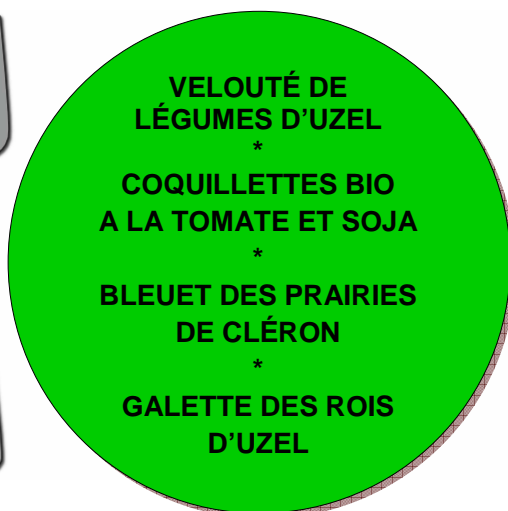 VELOUTÉ DE
LÉGUMES D’UZEL
*
COQUILLETTES BIO
A LA TOMATE ET SOJA
*
BLEUET DES PRAIRIES
DE CLÉRON
*
GALETTE DES ROIS
D’UZEL